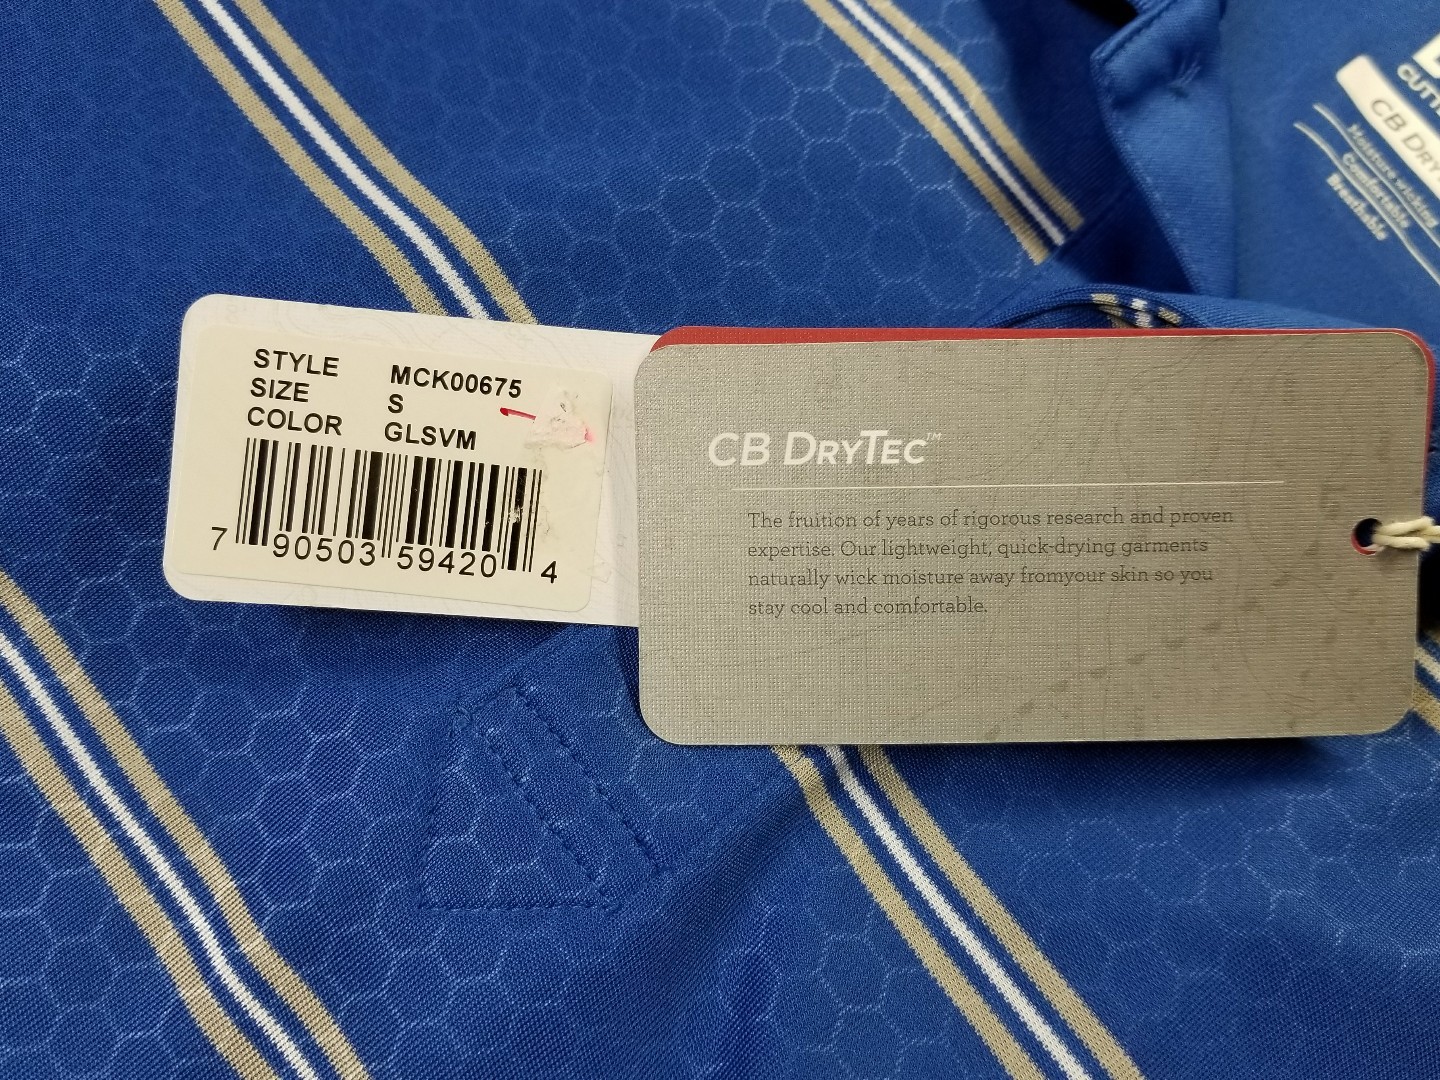 STYLE MCK00675
SIZE S
COLOR GLSVM
7 90503 59420 4
CB DRYTEC™
The fruition of years of rigorous research and proven
expertise. Our lightweight, quick-drying garments
naturally wick moisture away fromyour skin so you
stay cool and comfortable.
CB
Moisture wicking
Comfortable
Breathable